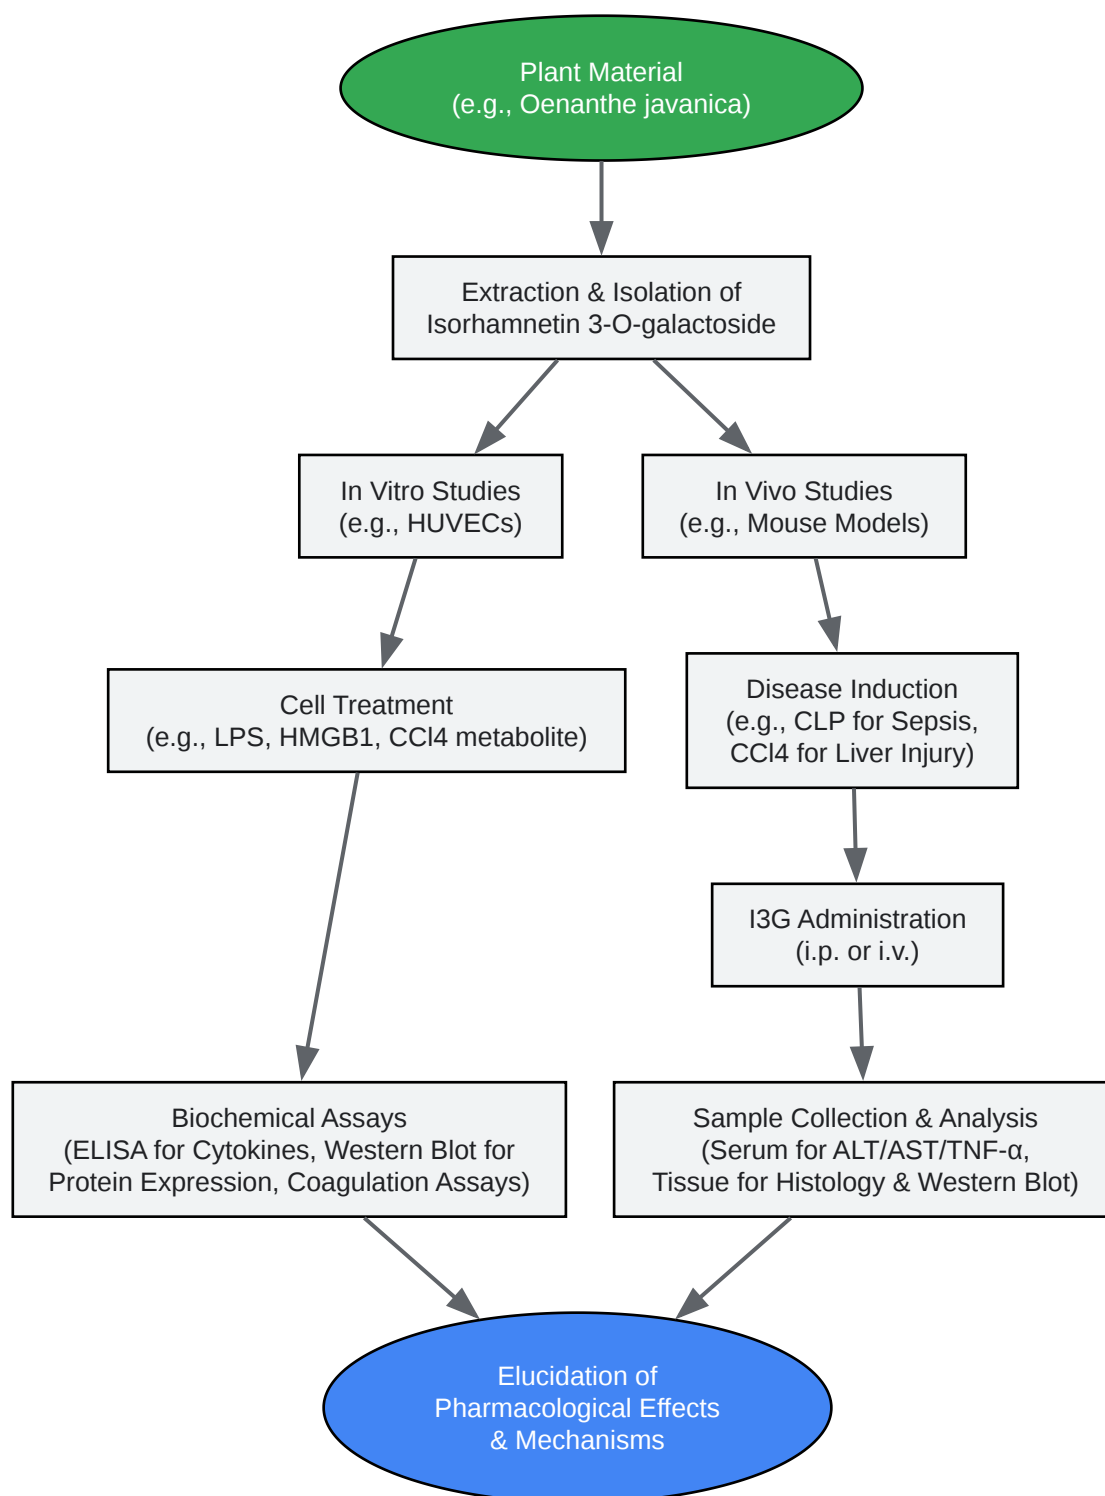 Plant Material
(e.g., Oenanthe javanica)
Extraction & Isolation of
Isorhamnetin 3-O-galactoside
In Vitro Studies
(e.g., HUVECs)
In Vivo Studies
(e.g., Mouse Models)
Cell Treatment
(e.g., LPS, HMGB1, CCl4 metabolite)
Disease Induction
(e.g., CLP for Sepsis,
CCl4 for Liver Injury)
I3G Administration
(i.p. or i.v.)
Biochemical Assays
(ELISA for Cytokines, Western Blot for
Protein Expression, Coagulation Assays)
Sample Collection & Analysis
(Serum for ALT/AST/TNF-α,
Tissue for Histology & Western Blot)
Elucidation of
Pharmacological Effects
& Mechanisms